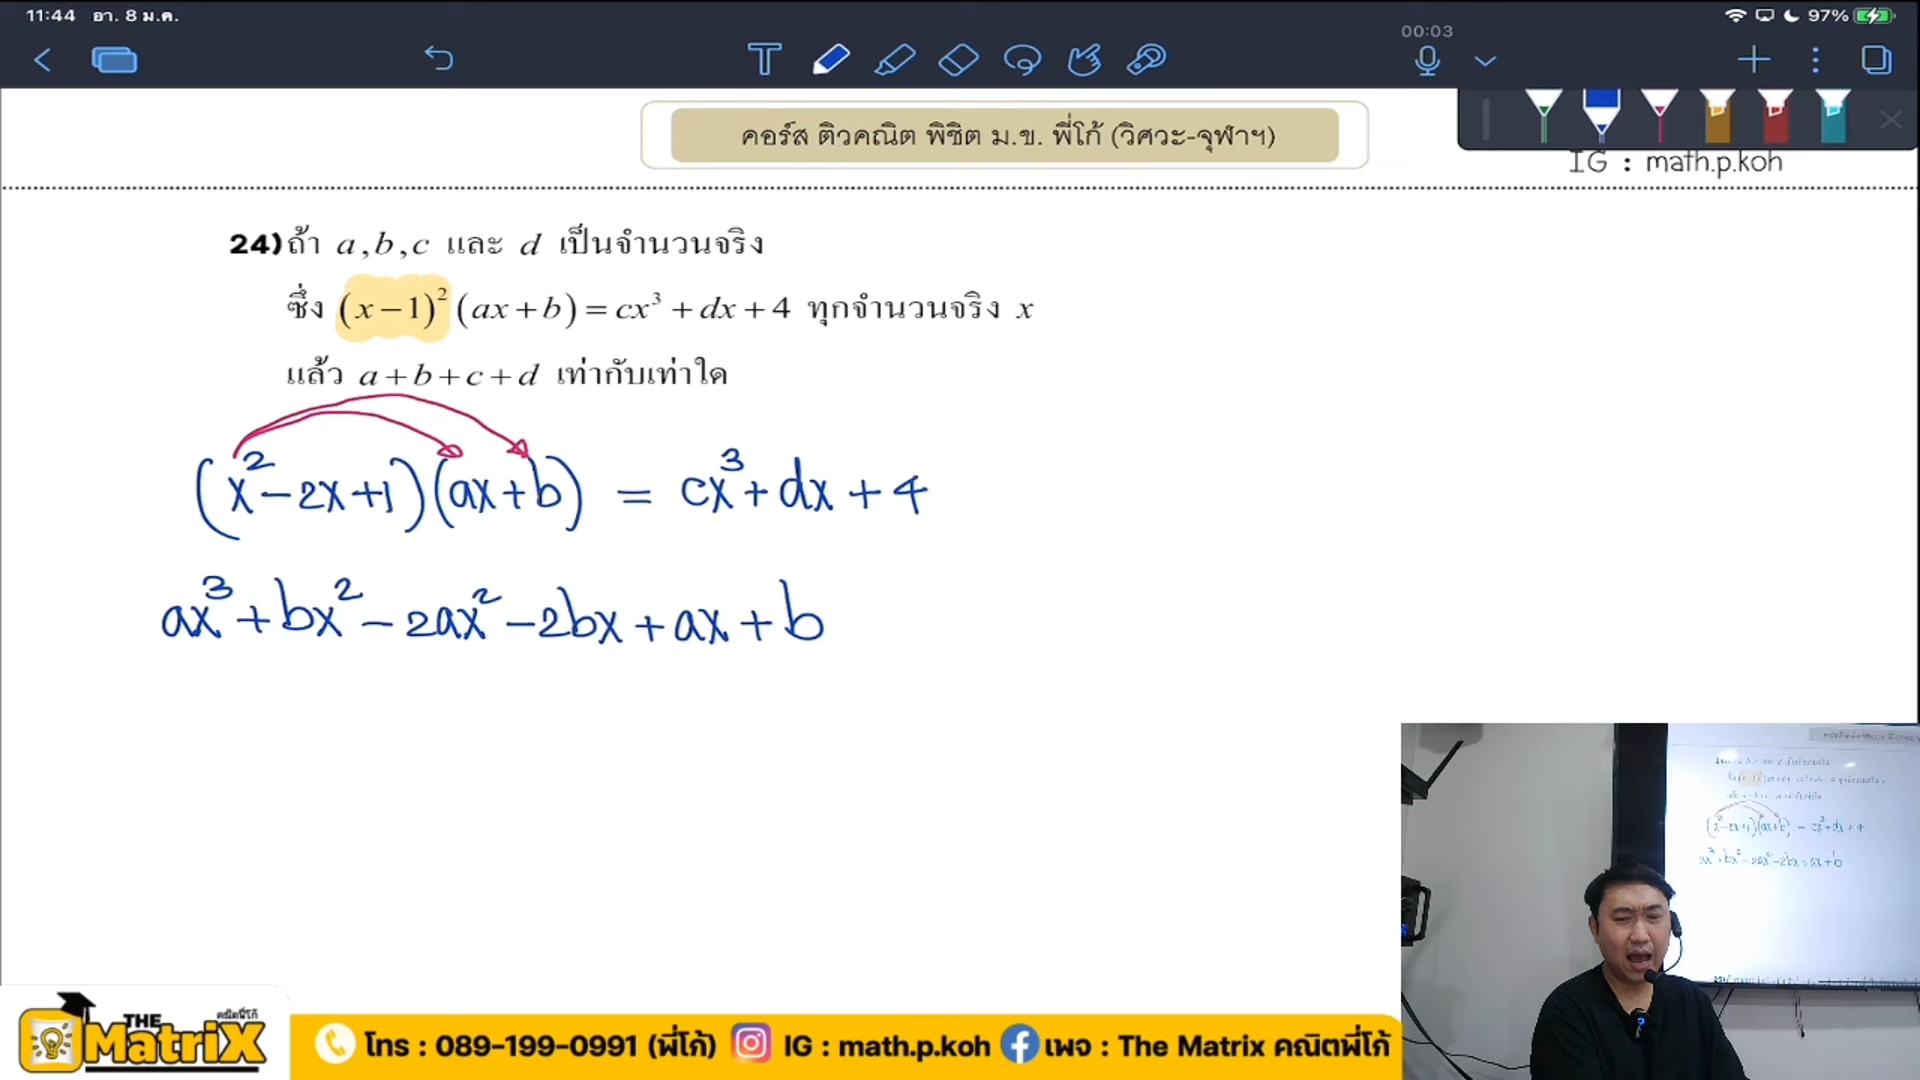 11:44 อา. 8 ม.ค.
97%
00:03
คอร์ส ติวคณิต พิชิต ม.ข. พี่โก้ (วิศวะ-จุฬาฯ)
IG : math.p.koh
24) ถ้า a,b,c และ d เป็นจำนวนจริง
ซึ่ง (x−1)² (ax+b) = cx³ + dx + 4 ทุกจำนวนจริง x
แล้ว a+b+c+d เท่ากับเท่าใด
(x²−2x+1)(ax+b) = cx³+dx+4
ax³+bx²−2ax²−2bx+ax+b
THE MatriX คณิตพี่โก้
โทร : 089-199-0991 (พี่โก้) IG : math.p.koh เพจ : The Matrix คณิตพี่โก้